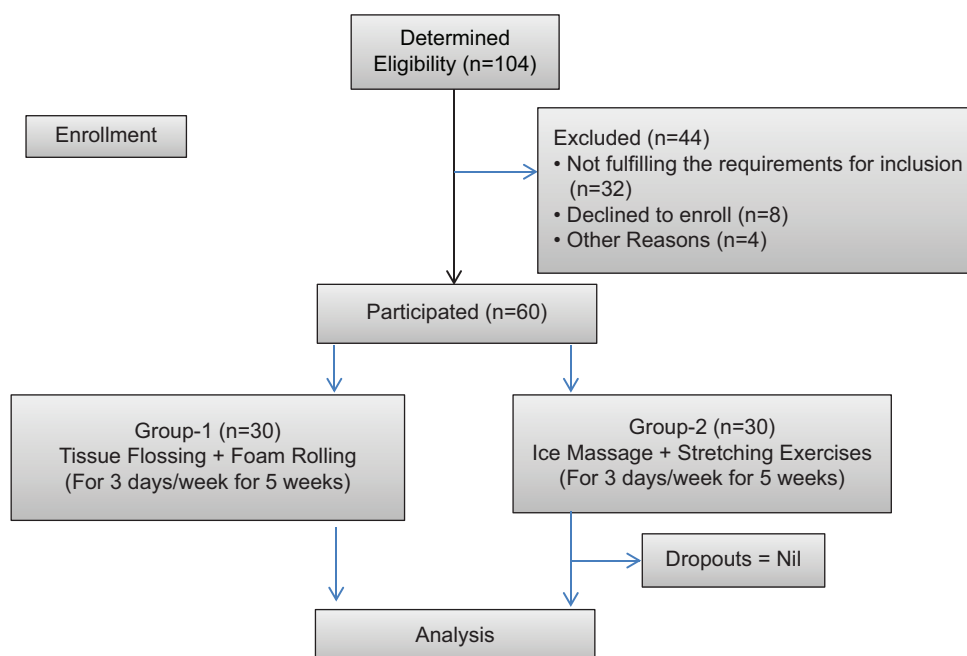 Determined
Eligibility (n=104)
Enrollment
Excluded (n=44)
• Not fulfilling the requirements for inclusion
(n=32)
• Declined to enroll (n=8)
• Other Reasons (n=4)
Participated (n=60)
Group-1 (n=30)
Tissue Flossing + Foam Rolling
(For 3 days/week for 5 weeks)
Group-2 (n=30)
Ice Massage + Stretching Exercises
(For 3 days/week for 5 weeks)
Dropouts = Nil
Analysis